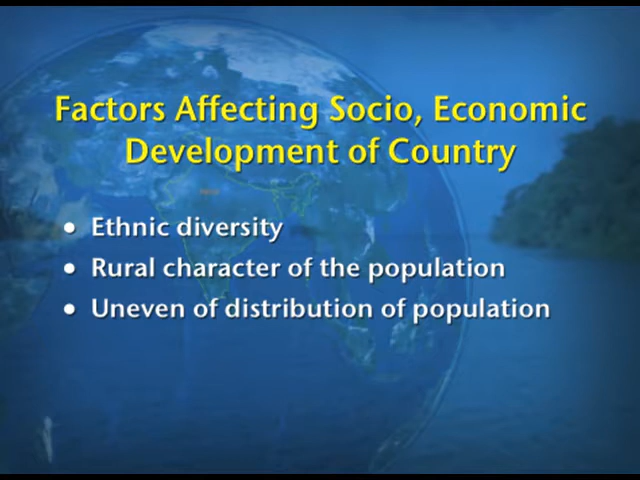 Factors Affecting Socio, Economic
Development of Country
• Ethnic diversity
• Rural character of the population
• Uneven of distribution of population